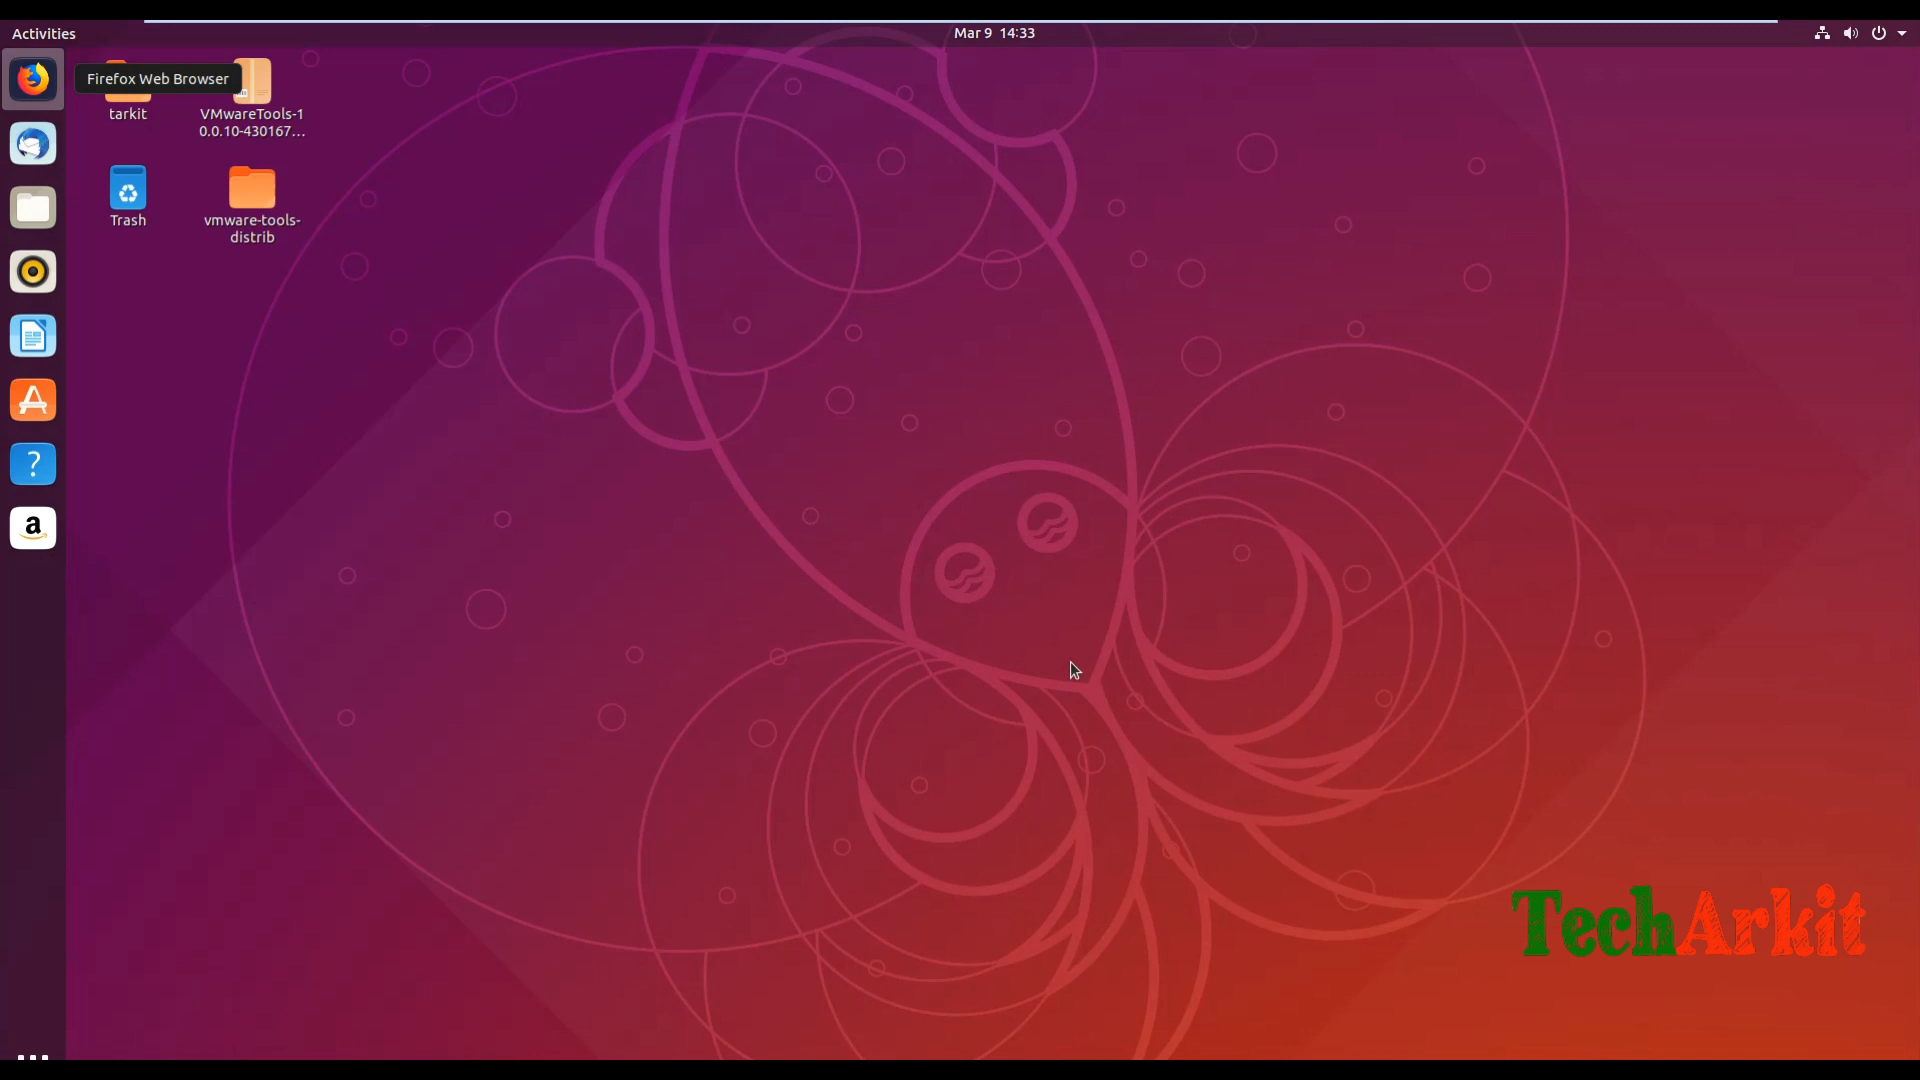 Activities
Mar 9 14:33
Firefox Web Browser
tarkit
VMwareTools-1
0.0.10-430167...
Trash
vmware-tools-
distrib
?
a
TechArkit